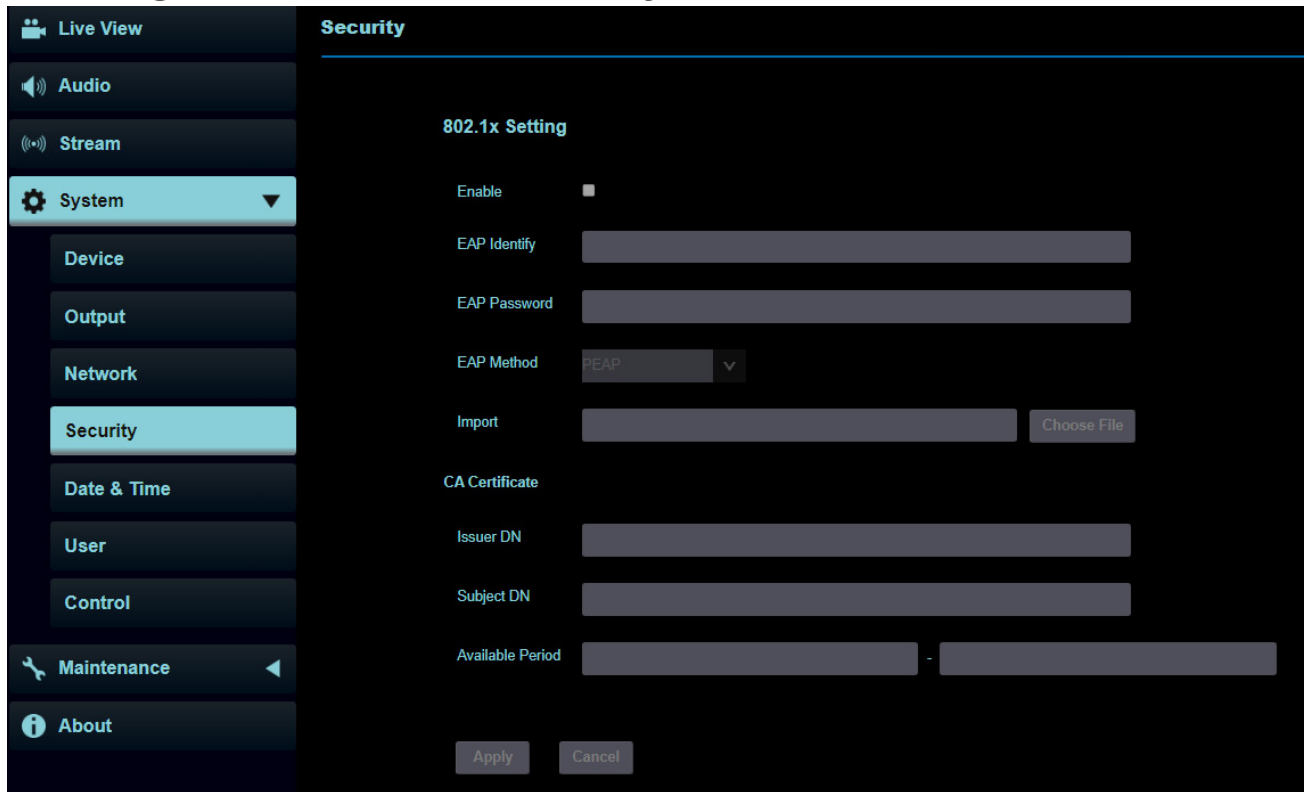 Live View
Audio
Stream
System
Device
Output
Network
Security
Date & Time
User
Control
Maintenance
About
Security
802.1x Setting
Enable
EAP Identify
EAP Password
EAP Method PEAP
Import Choose File
CA Certificate
Issuer DN
Subject DN
Available Period -
Apply Cancel